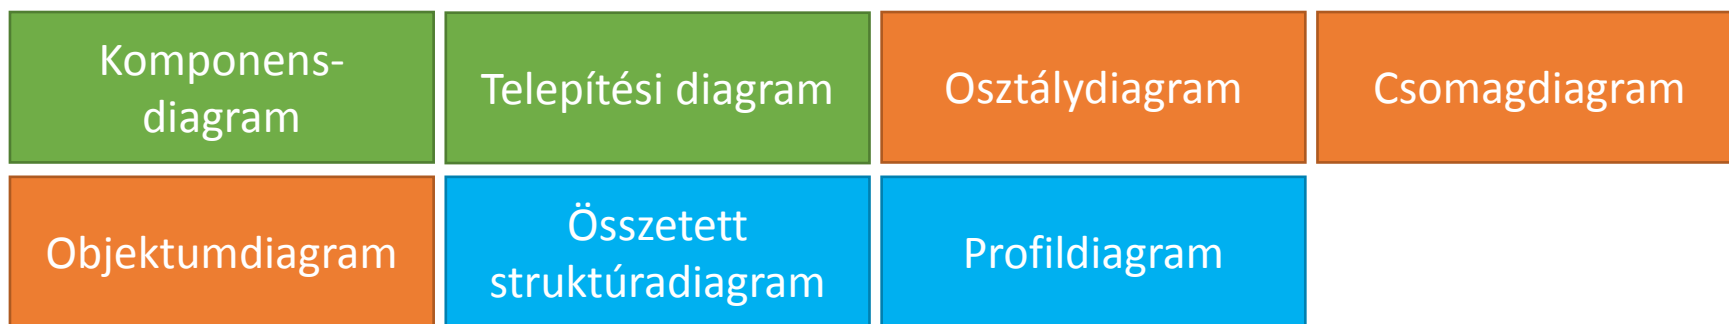 Komponens-
diagram
Telepítési diagram
Osztálydiagram
Csomagdiagram
Objektumdiagram
Összetett
struktúradiagram
Profildiagram